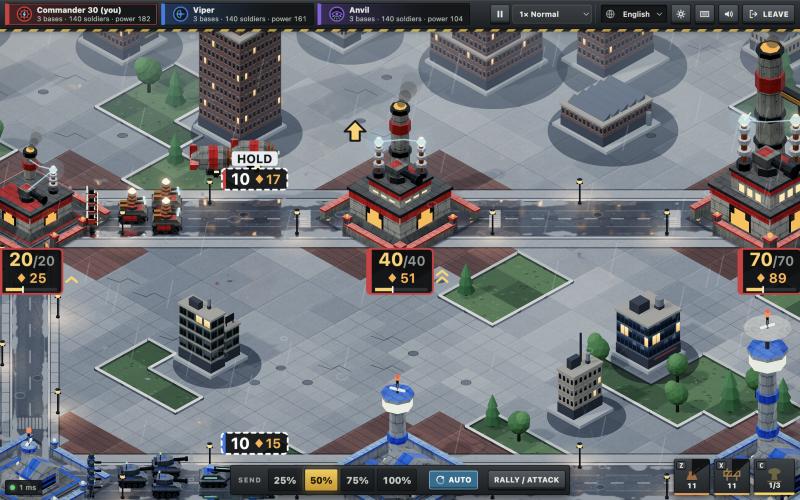 Commander 30 (you)
3 bases · 140 soldiers · power 182
Viper
3 bases · 140 soldiers · power 161
Anvil
3 bases · 140 soldiers · power 104
1× Normal
English
LEAVE
HOLD
10 ♦ 17
20/20
♦ 25
40/40
♦ 51
70/70
♦ 89
10 ♦ 15
1 ms
SEND
25%
50%
75%
100%
AUTO
RALLY / ATTACK
Z
11
X
11
C
1/3